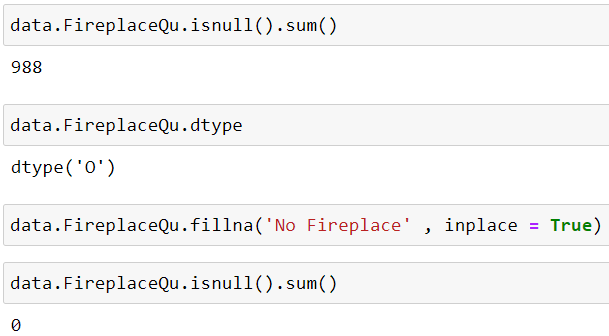 data.FireplaceQu.isnull().sum()
988
data.FireplaceQu.dtype
dtype('O')
data.FireplaceQu.fillna('No Fireplace' , inplace = True)
data.FireplaceQu.isnull().sum()
0